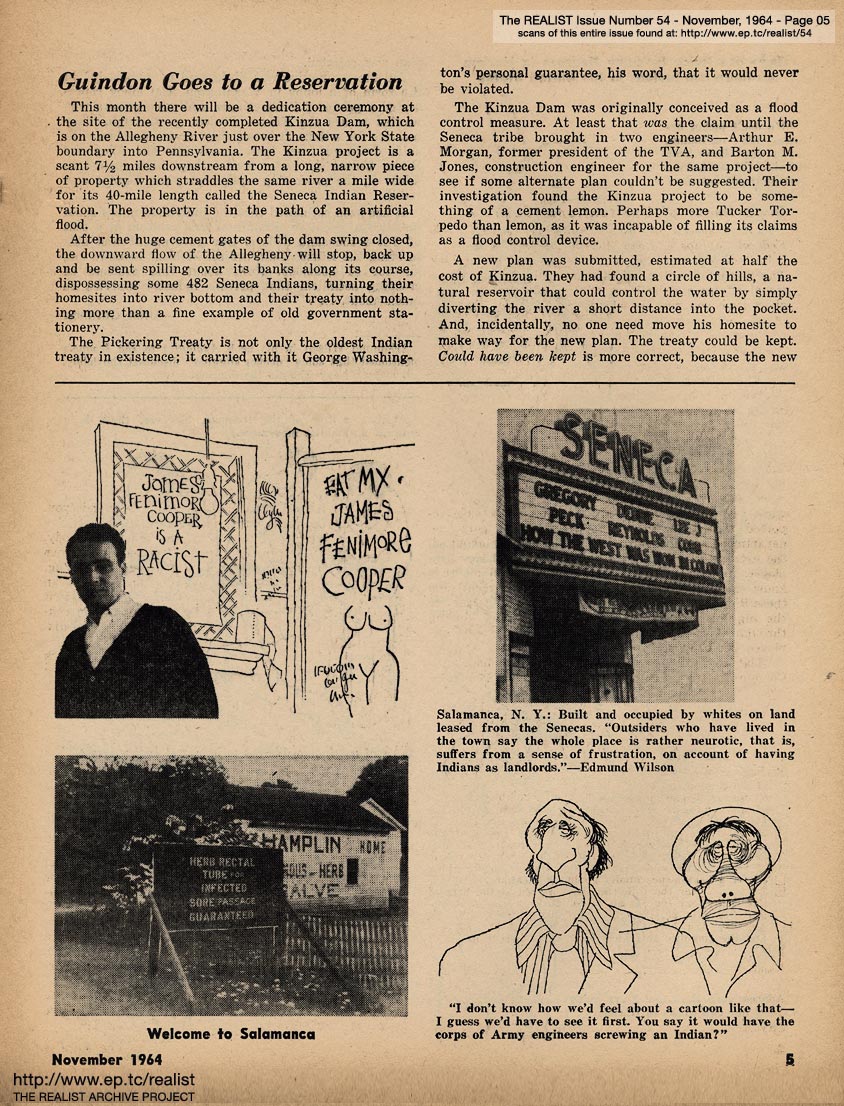 The REALIST Issue Number 54 - November, 1964 - Page 05
scans of this entire issue found at: http://www.ep.tc/realist/54
Guindon Goes to a Reservation
This month there will be a dedication ceremony at
the site of the recently completed Kinzua Dam, which
is on the Allegheny River just over the New York State
boundary into Pennsylvania. The Kinzua project is a
scant 7½ miles downstream from a long, narrow piece
of property which straddles the same river a mile wide
for its 40-mile length called the Seneca Indian Reser-
vation. The property is in the path of an artificial
flood.
After the huge cement gates of the dam swing closed,
the downward flow of the Allegheny will stop, back up
and be sent spilling over its banks along its course,
dispossessing some 482 Seneca Indians, turning their
homesites into river bottom and their treaty into noth-
ing more than a fine example of old government sta-
tionery.
The Pickering Treaty is not only the oldest Indian
treaty in existence; it carried with it George Washing-
ton's personal guarantee, his word, that it would never
be violated.
The Kinzua Dam was originally conceived as a flood
control measure. At least that was the claim until the
Seneca tribe brought in two engineers—Arthur E.
Morgan, former president of the TVA, and Barton M.
Jones, construction engineer for the same project—to
see if some alternate plan couldn't be suggested. Their
investigation found the Kinzua project to be some-
thing of a cement lemon. Perhaps more Tucker Tor-
pedo than lemon, as it was incapable of filling its claims
as a flood control device.
A new plan was submitted, estimated at half the
cost of Kinzua. They had found a circle of hills, a na-
tural reservoir that could control the water by simply
diverting the river a short distance into the pocket.
And, incidentally, no one need move his homesite to
make way for the new plan. The treaty could be kept.
Could have been kept is more correct, because the new
JAMES
FENIMORE
COOPER
IS A
RACIST
EAT MY
JAMES
FENIMORE
COOPER
SENECA
GREGORY DEBBIE LEE J
PECK REYNOLDS COBB
HOW THE WEST WAS WON IN COLOR
Salamanca, N. Y.: Built and occupied by whites on land
leased from the Senecas. "Outsiders who have lived in
the town say the whole place is rather neurotic, that is,
suffers from a sense of frustration, on account of having
Indians as landlords."—Edmund Wilson
HAMPLIN HOME
HERB
SALVE
HERB RECTAL
TUBE FOR
INFECTED
SORE PASSAGE
GUARANTEED
Welcome to Salamanca
"I don't know how we'd feel about a cartoon like that—
I guess we'd have to see it first. You say it would have the
corps of Army engineers screwing an Indian?"
November 1964
5
http://www.ep.tc/realist
THE REALIST ARCHIVE PROJECT